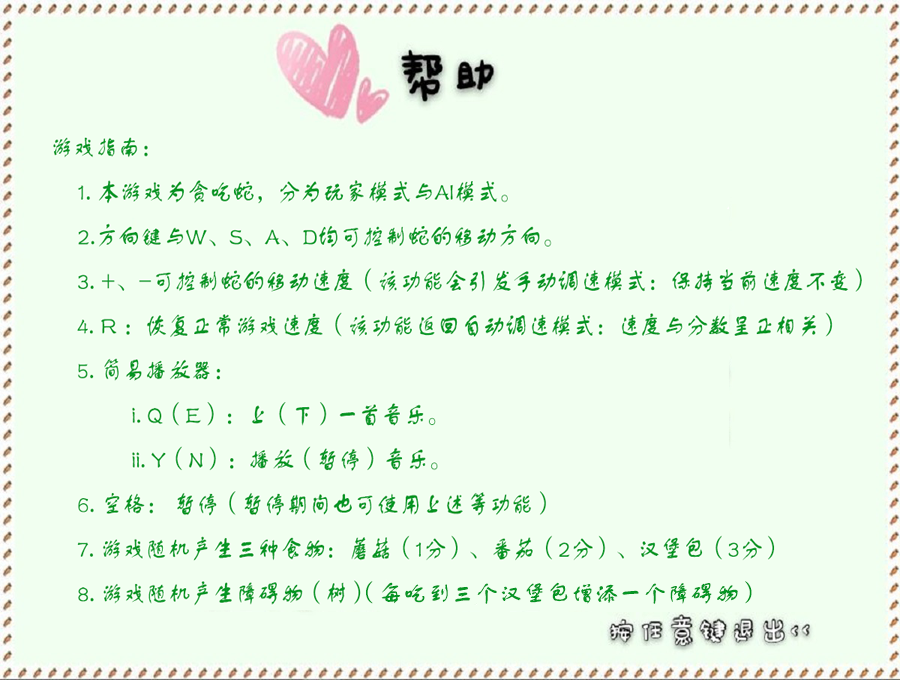 帮助
游戏指南：
1. 本游戏为贪吃蛇，分为玩家模式与AI模式。
2.方向键与W、S、A、D均可控制蛇的移动方向。
3. +、-可控制蛇的移动速度（该功能会引发手动调速模式：保持当前速度不变）
4. R：恢复正常游戏速度（该功能返回自动调速模式：速度与分数呈正相关）
5. 简易播放器：
i. Q（E）：上（下）一首音乐。
ii. Y（N）：播放（暂停）音乐。
6. 空格： 暂停（暂停期间也可使用上述等功能）
7. 游戏随机产生三种食物：蘑菇（1分）、番茄（2分）、汉堡包（3分）
8. 游戏随机产生障碍物（树）（每吃到三个汉堡包增添一个障碍物）
按任意键退出<<